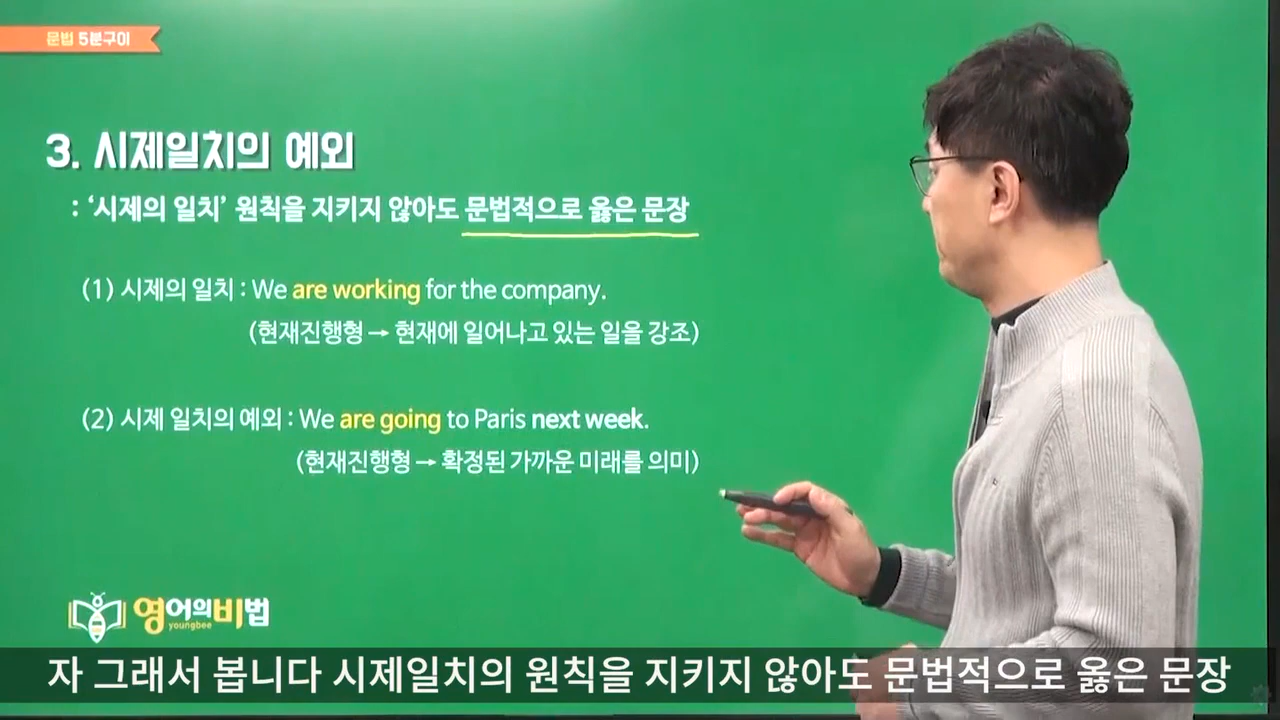 문법 5분구이
3. 시제일치의 예외
: ‘시제의 일치’ 원칙을 지키지 않아도 문법적으로 옳은 문장
(1) 시제의 일치 : We are working for the company.
(현재진행형 → 현재에 일어나고 있는 일을 강조)
(2) 시제 일치의 예외 : We are going to Paris next week.
(현재진행형 → 확정된 가까운 미래를 의미)
영어의비법
youngbee
자 그래서 봅니다 시제일치의 원칙을 지키지 않아도 문법적으로 옳은 문장